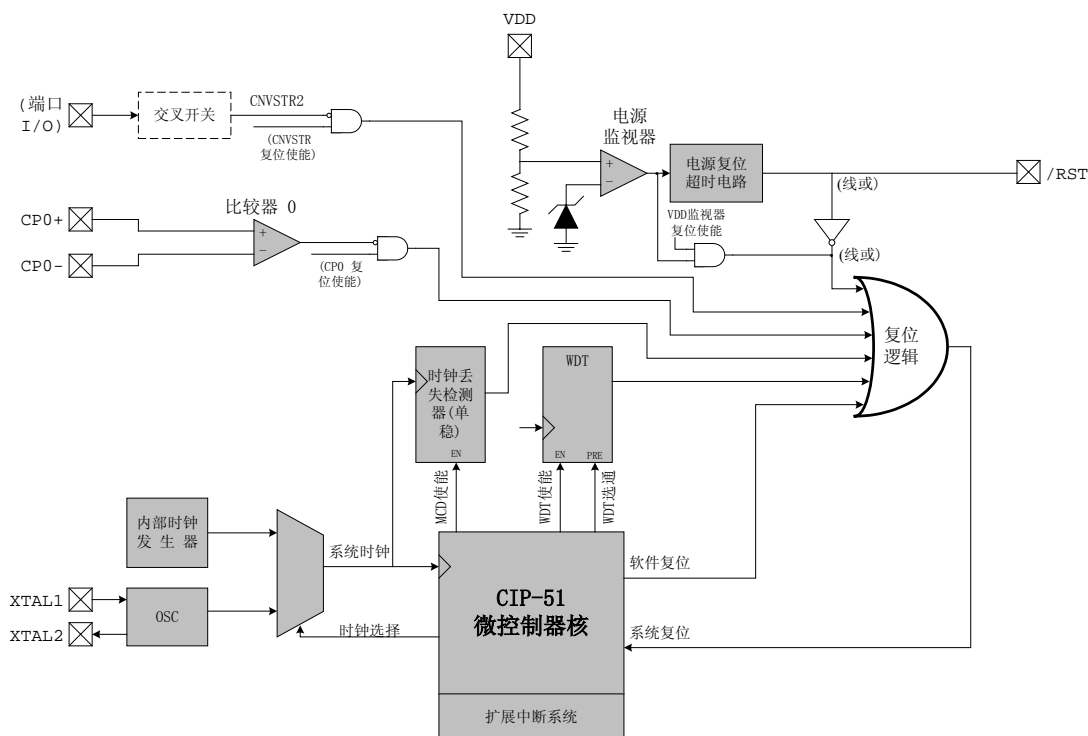 VDD
(端口
I/O)
交叉开关
CNVSTR2
(CNVSTR
复位使能)
电源
监视器
+
−
电源复位
超时电路
(线或)
/RST
VDD监视器
复位使能
(线或)
CP0+
CP0-
比较器 0
+
−
(CP0 复
位使能)
复位
逻辑
时钟丢
失检测
器(单
稳)
EN
WDT
EN
PRE
MCD使能
WDT使能
WDT选通
内部时钟
发 生 器
系统时钟
XTAL1
XTAL2
OSC
时钟选择
CIP-51
微控制器核
软件复位
系统复位
扩展中断系统